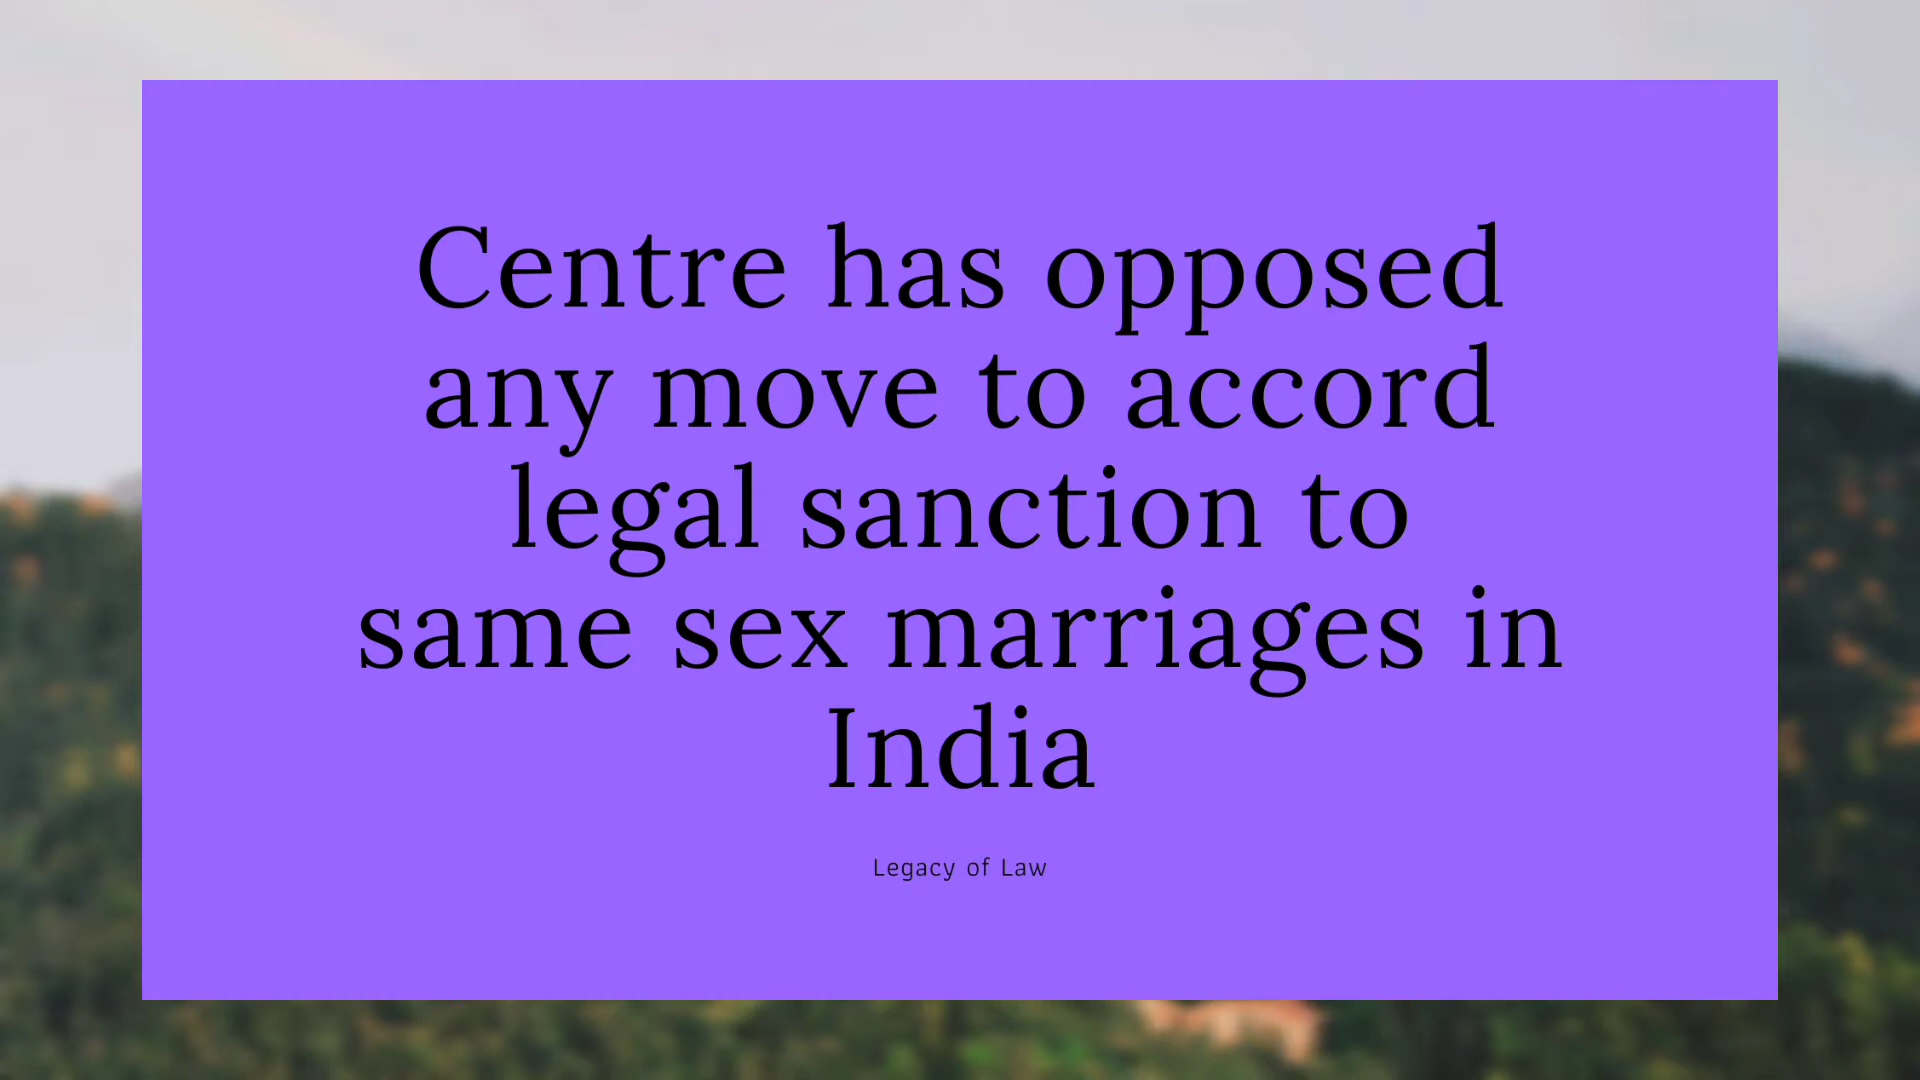 Centre has opposed
any move to accord
legal sanction to
same sex marriages in
India
Legacy of Law